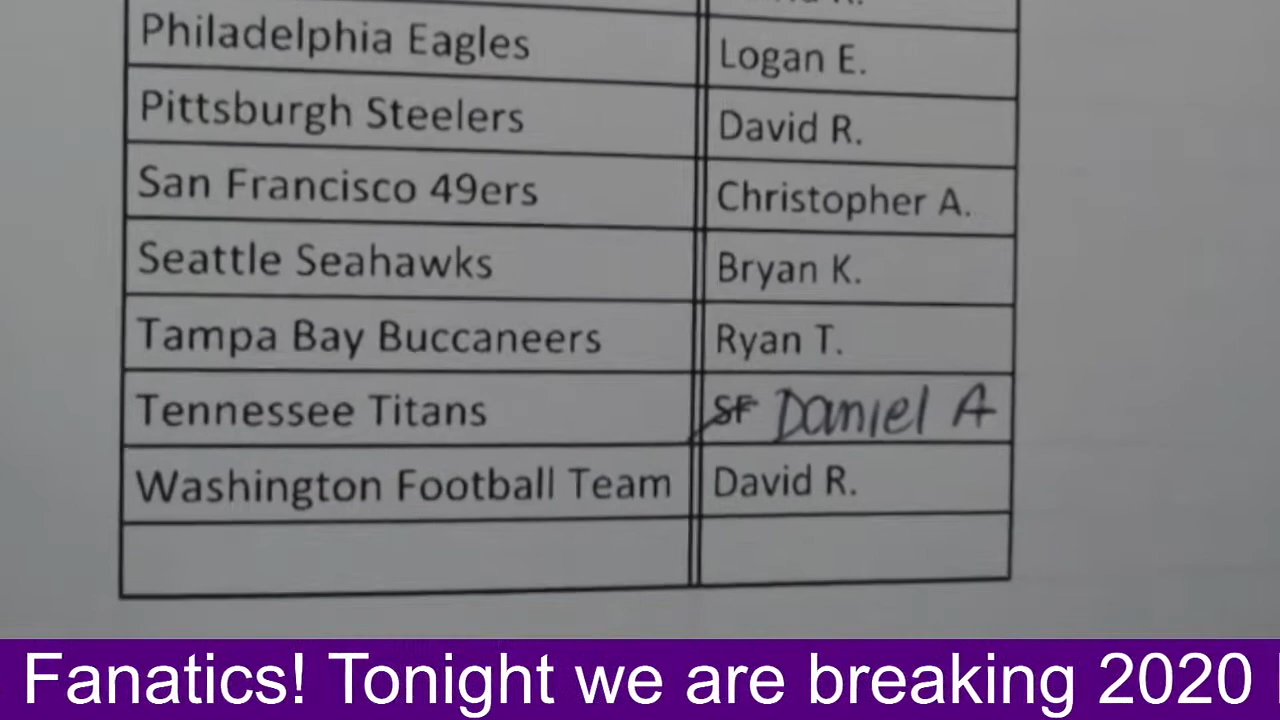 Philadelphia Eagles Logan E.
Pittsburgh Steelers David R.
San Francisco 49ers Christopher A.
Seattle Seahawks Bryan K.
Tampa Bay Buccaneers Ryan T.
Tennessee Titans SF Daniel A
Washington Football Team David R.
Fanatics! Tonight we are breaking 2020